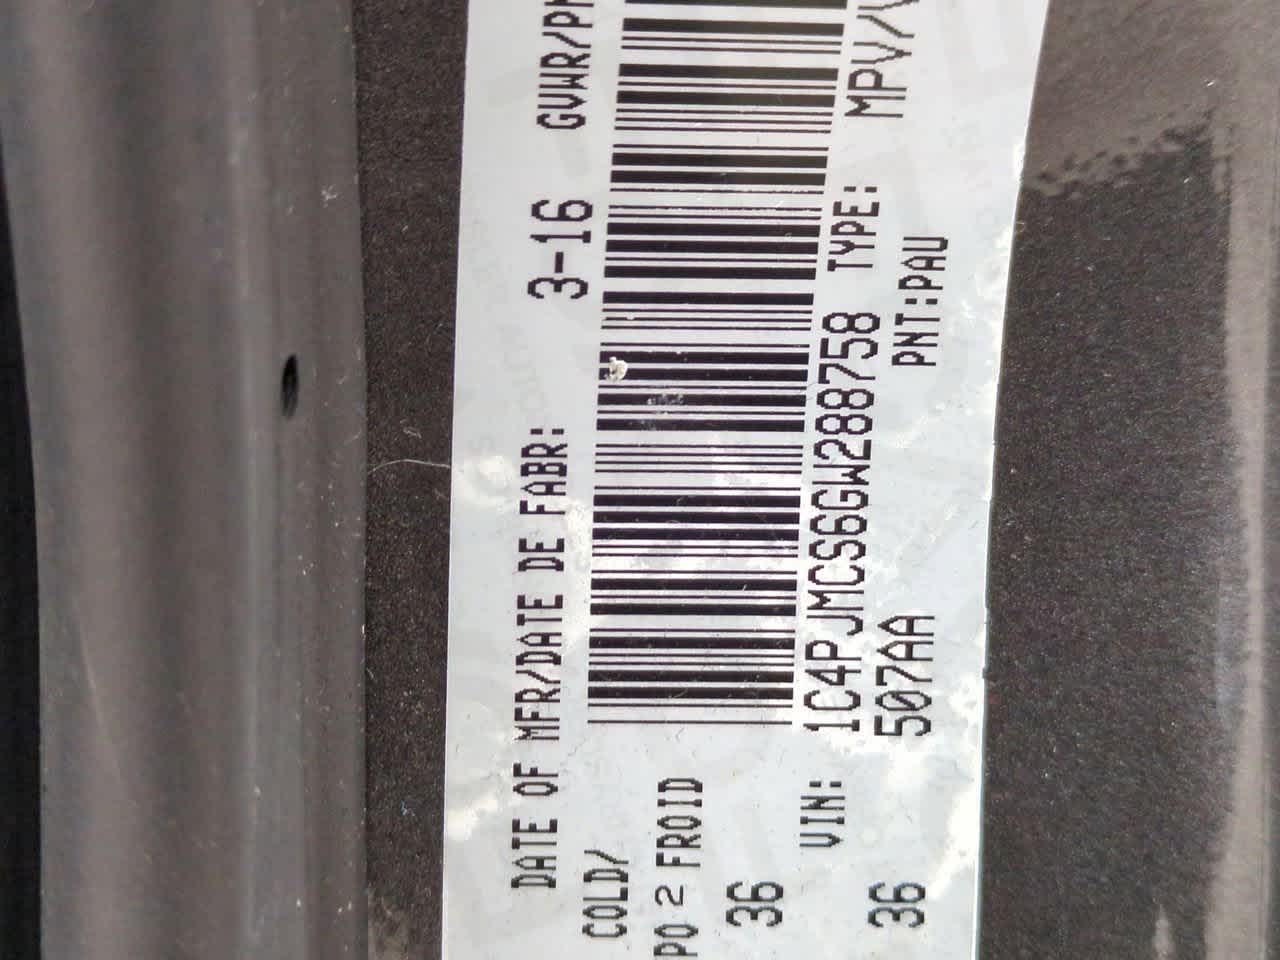 DATE OF MFR/DATE DE FABR: 3-16 GVWR/
COLD/
PO 2 FROID
36
VIN: 1C4PJMCS6GW288758 TYPE: MPV/
36 507AA PNT:PAU